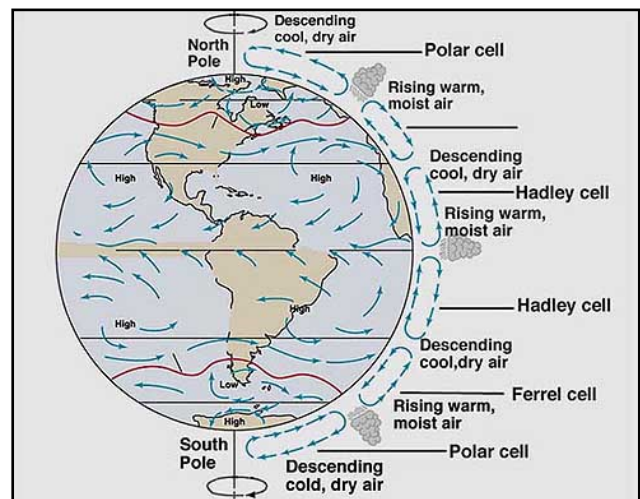 Descending
cool, dry air
North
Pole
Polar cell
High
Rising warm,
moist air
Low
Descending
cool, dry air
High
High
Hadley cell
Rising warm,
moist air
High
High
Hadley cell
Descending
cool,dry air
Low
Ferrel cell
Rising warm,
moist air
High
South
Pole
Polar cell
Descending
cold, dry air